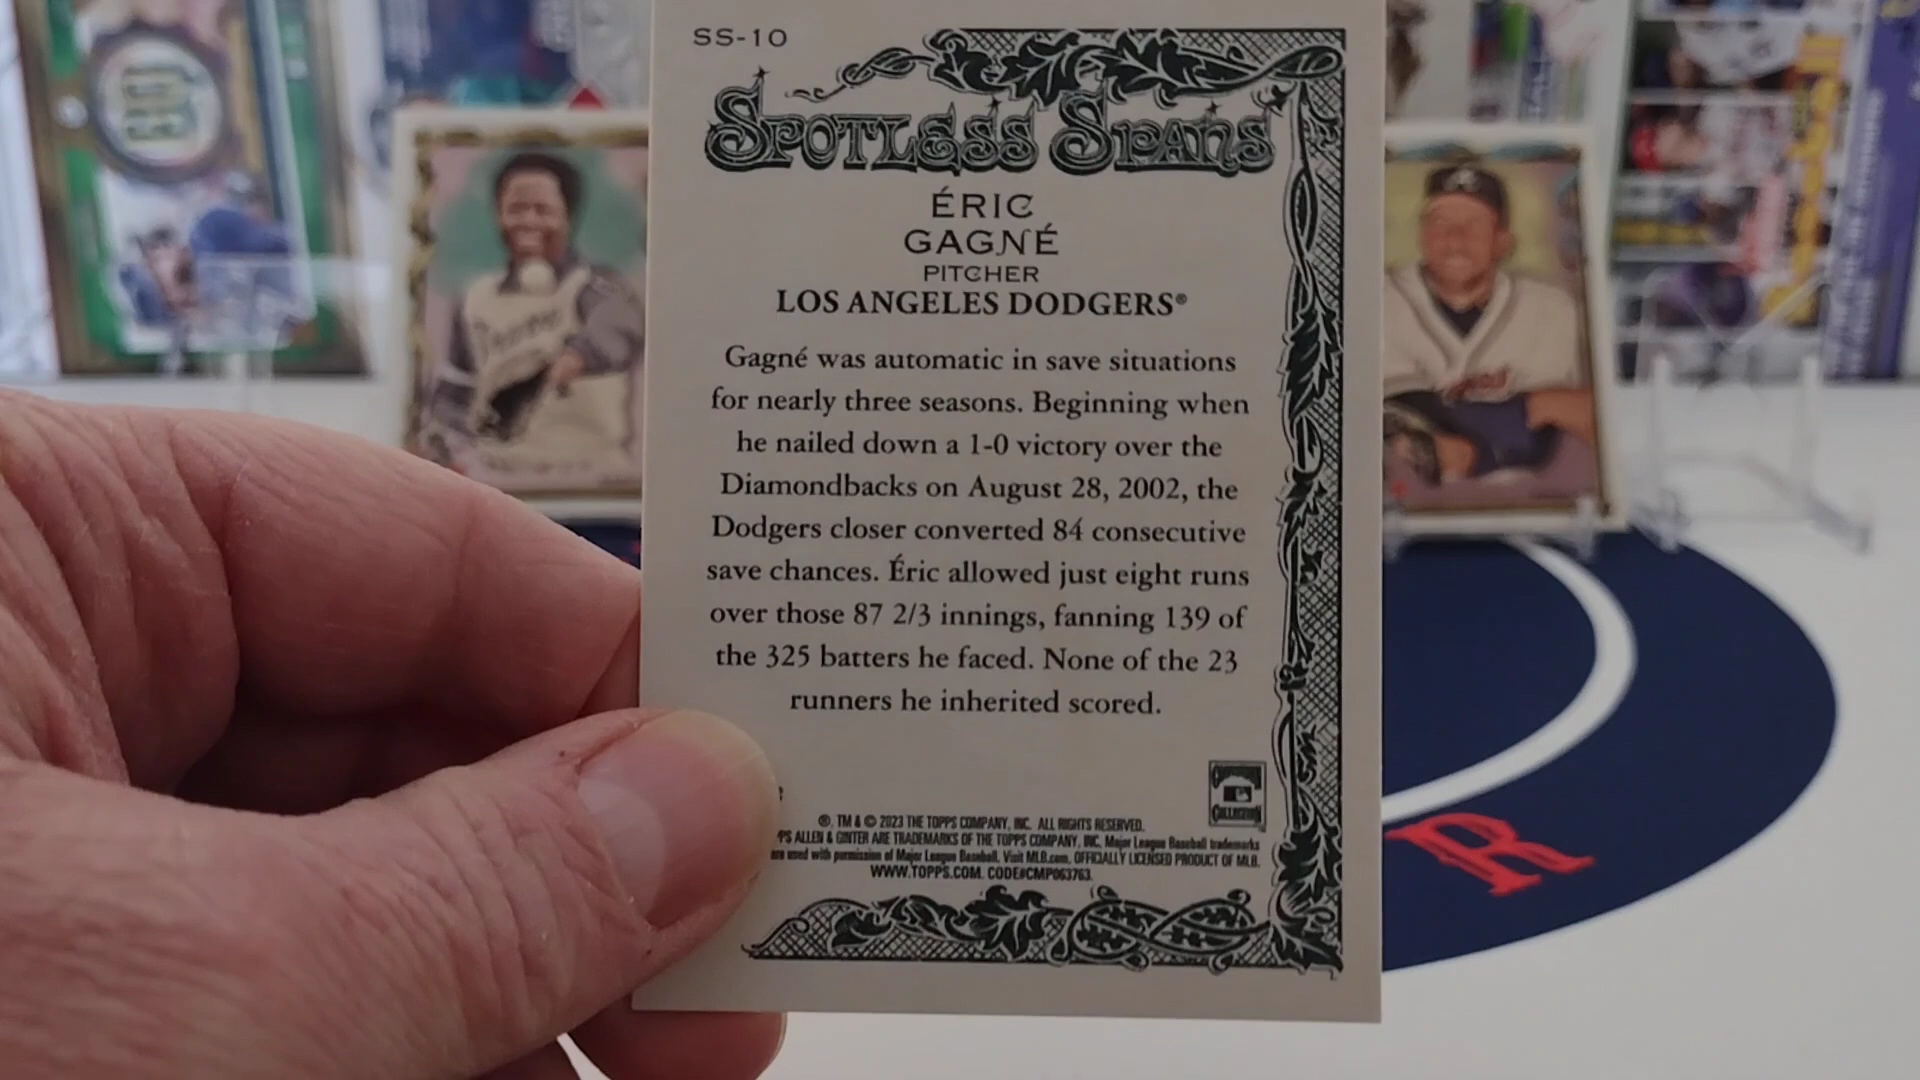 SS-10
SPOTLESS SPANS
ÉRIC
GAGNÉ
PITCHER
LOS ANGELES DODGERS®
Gagné was automatic in save situations
for nearly three seasons. Beginning when
he nailed down a 1-0 victory over the
Diamondbacks on August 28, 2002, the
Dodgers closer converted 84 consecutive
save chances. Éric allowed just eight runs
over those 87 2/3 innings, fanning 139 of
the 325 batters he faced. None of the 23
runners he inherited scored.
®, TM & © 2023 THE TOPPS COMPANY, INC. ALL RIGHTS RESERVED.
PS ALLEN & GINTER ARE TRADEMARKS OF THE TOPPS COMPANY, INC. Major League Baseball trademarks
are used with permission of Major League Baseball. Visit MLB.com. OFFICIALLY LICENSED PRODUCT OF MLB.
WWW.TOPPS.COM. CODE#CMP063763
R